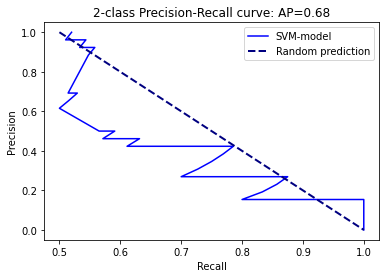 2-class Precision-Recall curve: AP=0.68
SVM-model
Random prediction
Precision
1.0
0.8
0.6
0.4
0.2
0.0
0.5 0.6 0.7 0.8 0.9 1.0
Recall